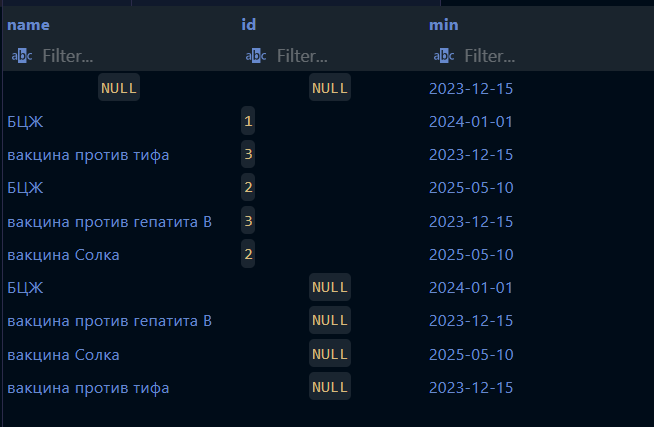 name id min
abc Filter... abc Filter... abc Filter...
NULL NULL 2023-12-15
БЦЖ 1 2024-01-01
вакцина против тифа 3 2023-12-15
БЦЖ 2 2025-05-10
вакцина против гепатита B 3 2023-12-15
вакцина Солка 2 2025-05-10
БЦЖ NULL 2024-01-01
вакцина против гепатита B NULL 2023-12-15
вакцина Солка NULL 2025-05-10
вакцина против тифа NULL 2023-12-15